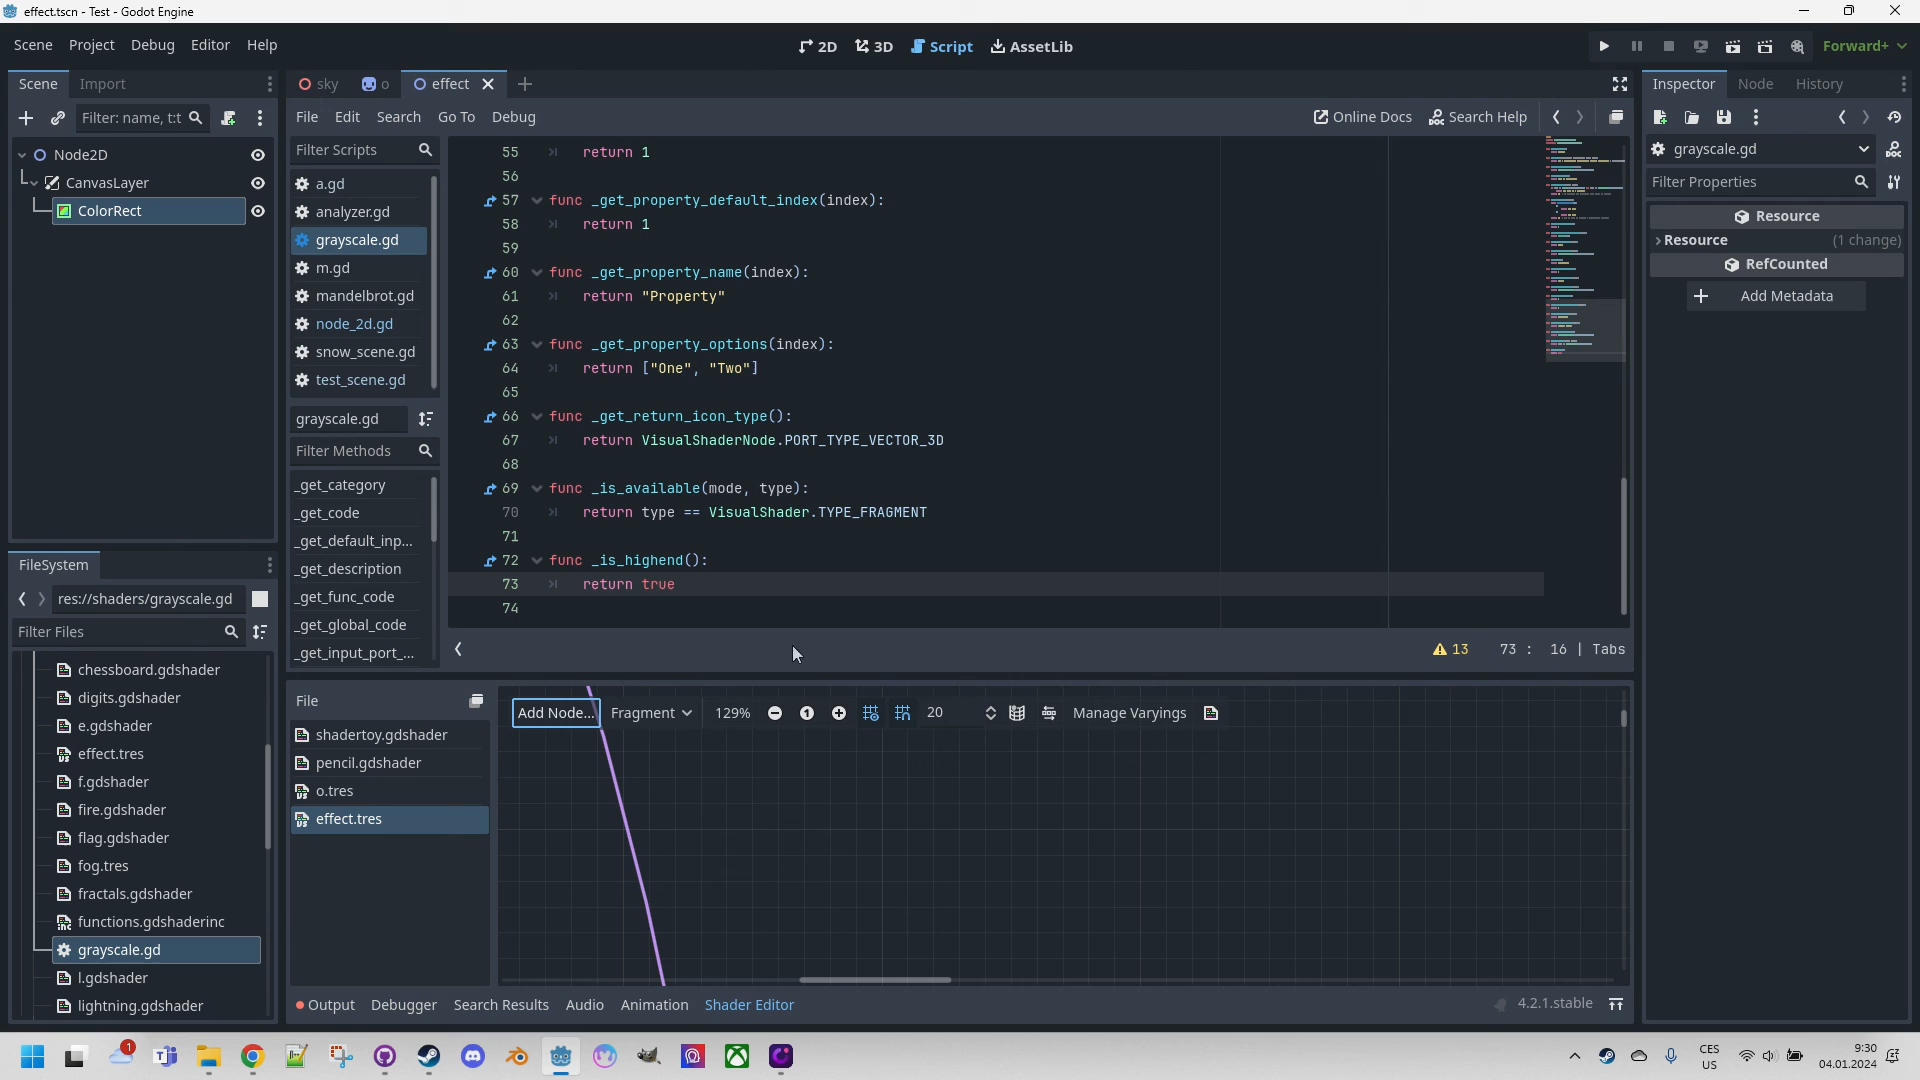 effect.tscn - Test - Godot Engine
Scene Project Debug Editor Help
2D 3D Script AssetLib
Forward+
Scene Import
sky o effect
Inspector Node History
Filter: name, t:t
File Edit Search Go To Debug
Online Docs Search Help
Node2D
CanvasLayer
ColorRect
Filter Scripts
a.gd
analyzer.gd
grayscale.gd
m.gd
mandelbrot.gd
node_2d.gd
snow_scene.gd
test_scene.gd
grayscale.gd
Filter Methods
_get_category
_get_code
_get_default_inp...
_get_description
_get_func_code
_get_global_code
_get_input_port_...
55 return 1
56
57 func _get_property_default_index(index):
58 return 1
59
60 func _get_property_name(index):
61 return "Property"
62
63 func _get_property_options(index):
64 return ["One", "Two"]
65
66 func _get_return_icon_type():
67 return VisualShaderNode.PORT_TYPE_VECTOR_3D
68
69 func _is_available(mode, type):
70 return type == VisualShader.TYPE_FRAGMENT
71
72 func _is_highend():
73 return true
74
13 73 : 16 | Tabs
grayscale.gd
Filter Properties
Resource
Resource (1 change)
RefCounted
Add Metadata
FileSystem
res://shaders/grayscale.gd
Filter Files
chessboard.gdshader
digits.gdshader
e.gdshader
effect.tres
f.gdshader
fire.gdshader
flag.gdshader
fog.tres
fractals.gdshader
functions.gdshaderinc
grayscale.gd
l.gdshader
lightning.gdshader
File
shadertoy.gdshader
pencil.gdshader
o.tres
effect.tres
Add Node... Fragment 129% 20 Manage Varyings
Output Debugger Search Results Audio Animation Shader Editor
4.2.1.stable
1
CES
US
9:30
04.01.2024